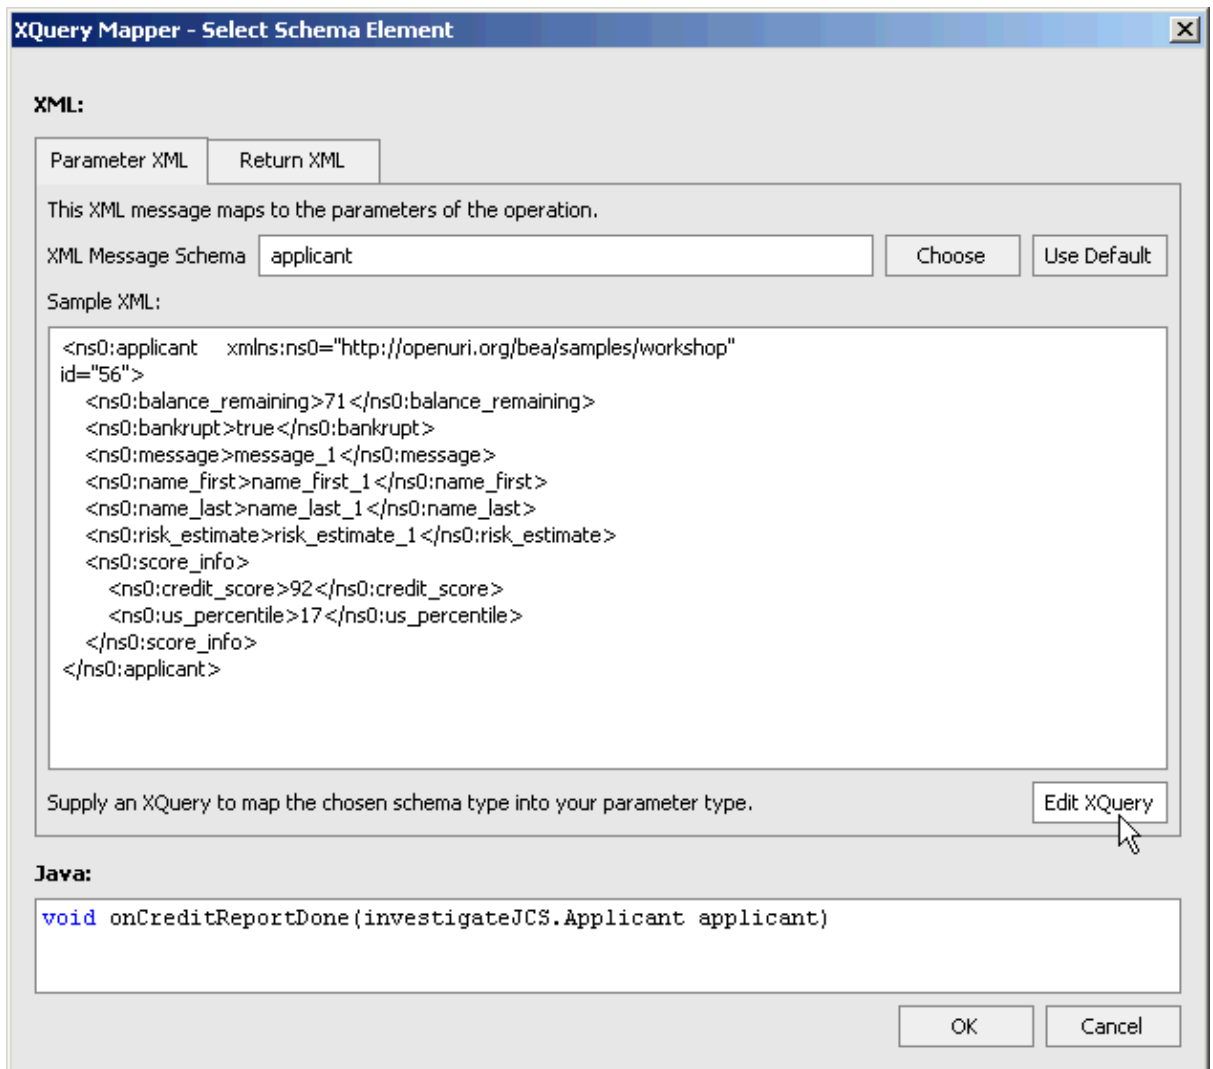 XQuery Mapper - Select Schema Element
XML:
Parameter XML Return XML
This XML message maps to the parameters of the operation.
XML Message Schema applicant Choose Use Default
Sample XML:
<ns0:applicant xmlns:ns0="http://openuri.org/bea/samples/workshop"
id="56">
<ns0:balance_remaining>71</ns0:balance_remaining>
<ns0:bankrupt>true</ns0:bankrupt>
<ns0:message>message_1</ns0:message>
<ns0:name_first>name_first_1</ns0:name_first>
<ns0:name_last>name_last_1</ns0:name_last>
<ns0:risk_estimate>risk_estimate_1</ns0:risk_estimate>
<ns0:score_info>
<ns0:credit_score>92</ns0:credit_score>
<ns0:us_percentile>17</ns0:us_percentile>
</ns0:score_info>
</ns0:applicant>
Supply an XQuery to map the chosen schema type into your parameter type. Edit XQuery
Java:
void onCreditReportDone(investigateJCS.Applicant applicant)
OK Cancel